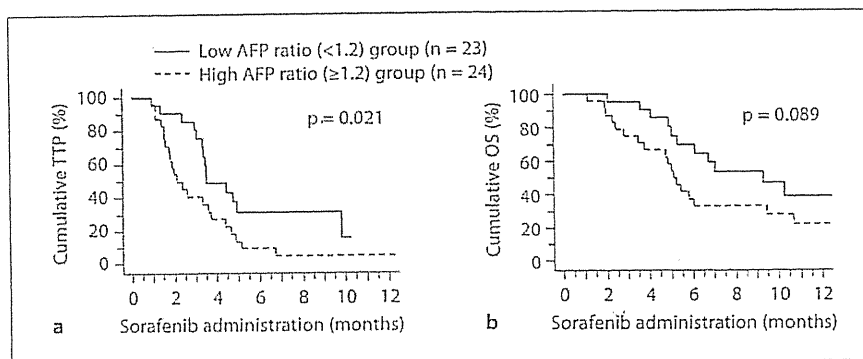 Low AFP ratio (<1.2) group (n = 23)
High AFP ratio (≥1.2) group (n = 24)
100
80
60
40
20
0
Cumulative TTP (%)
p = 0.021
0 2 4 6 8 10 12
a Sorafenib administration (months)
100
80
60
40
20
0
Cumulative OS (%)
p = 0.089
0 2 4 6 8 10 12
b Sorafenib administration (months)